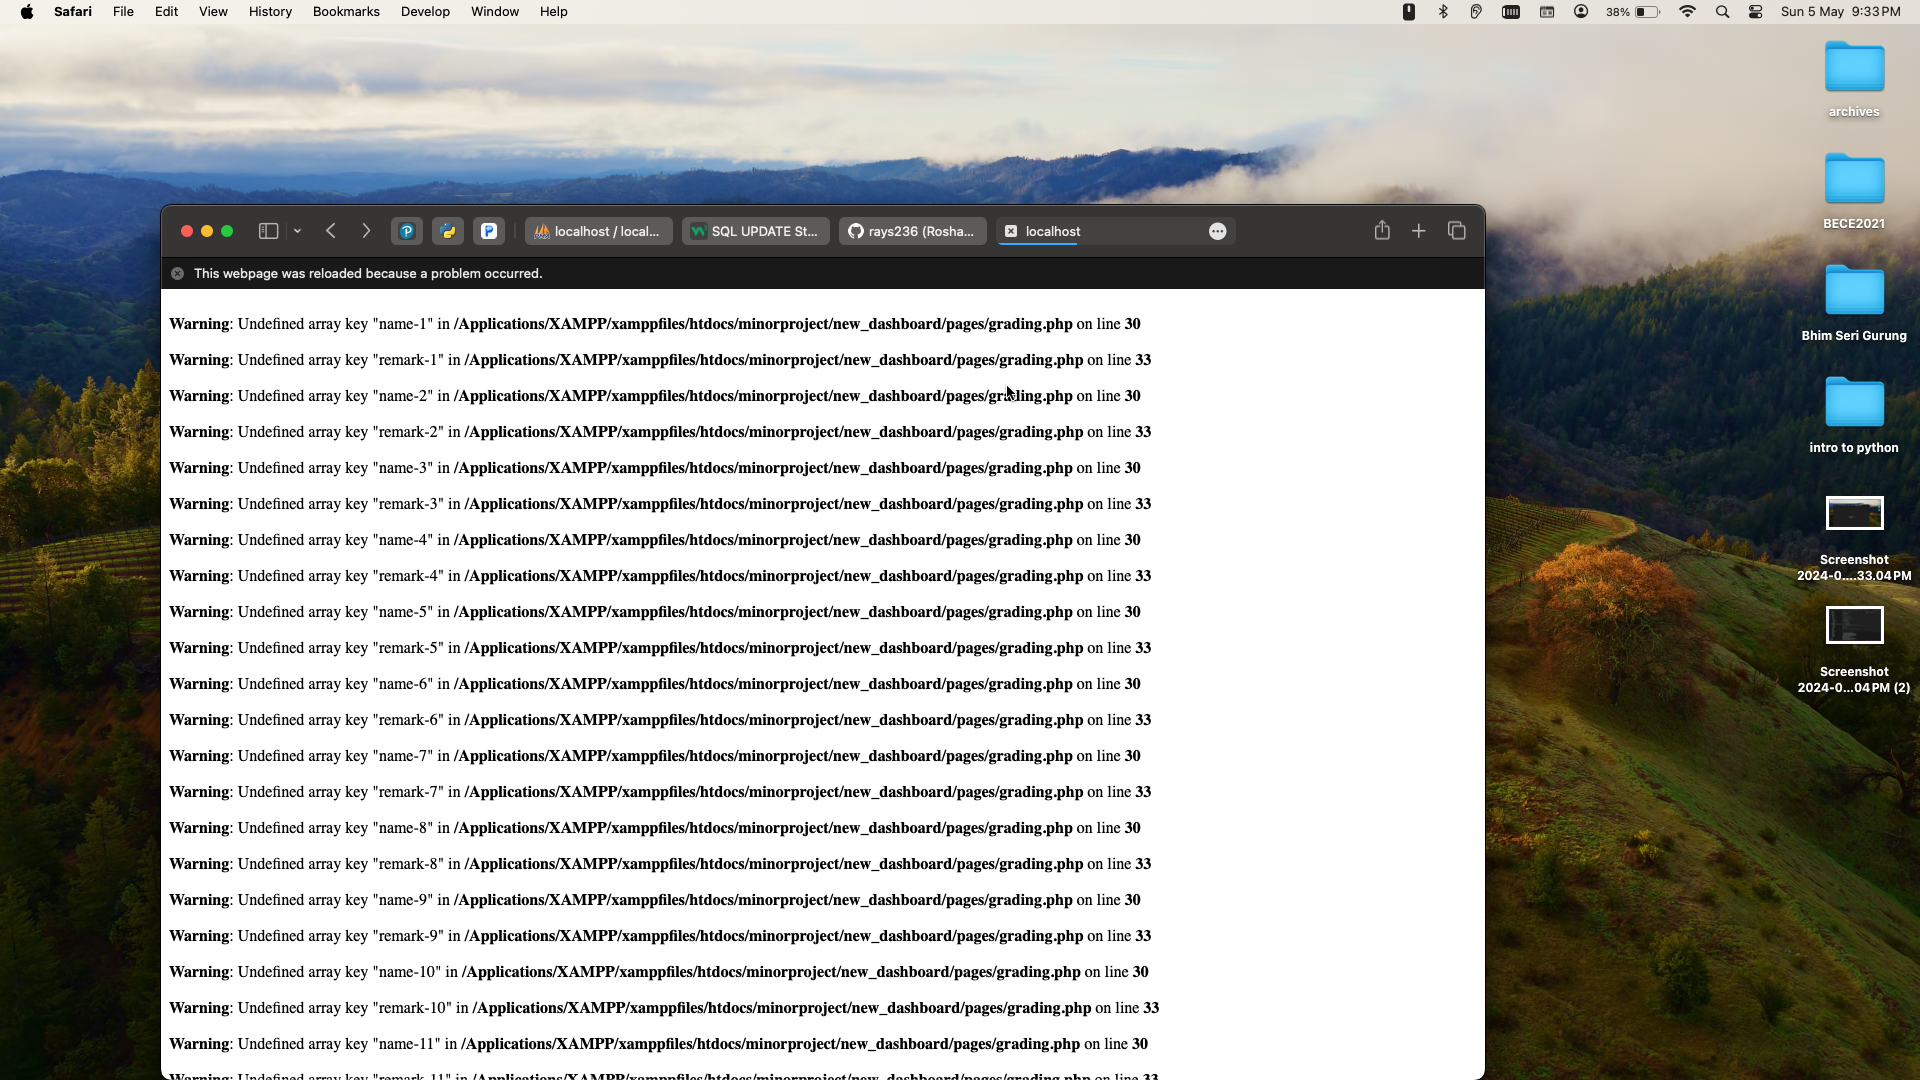 Safari File Edit View History Bookmarks Develop Window Help 38% Sun 5 May 9:33 PM
archives
BECE2021
Bhim Seri Gurung
intro to python
Screenshot
2024-0....33.04 PM
Screenshot
2024-0...04 PM (2)
localhost / local... SQL UPDATE St... rays236 (Rosha... localhost
This webpage was reloaded because a problem occurred.
Warning: Undefined array key "name-1" in /Applications/XAMPP/xamppfiles/htdocs/minorproject/new_dashboard/pages/grading.php on line 30
Warning: Undefined array key "remark-1" in /Applications/XAMPP/xamppfiles/htdocs/minorproject/new_dashboard/pages/grading.php on line 33
Warning: Undefined array key "name-2" in /Applications/XAMPP/xamppfiles/htdocs/minorproject/new_dashboard/pages/grading.php on line 30
Warning: Undefined array key "remark-2" in /Applications/XAMPP/xamppfiles/htdocs/minorproject/new_dashboard/pages/grading.php on line 33
Warning: Undefined array key "name-3" in /Applications/XAMPP/xamppfiles/htdocs/minorproject/new_dashboard/pages/grading.php on line 30
Warning: Undefined array key "remark-3" in /Applications/XAMPP/xamppfiles/htdocs/minorproject/new_dashboard/pages/grading.php on line 33
Warning: Undefined array key "name-4" in /Applications/XAMPP/xamppfiles/htdocs/minorproject/new_dashboard/pages/grading.php on line 30
Warning: Undefined array key "remark-4" in /Applications/XAMPP/xamppfiles/htdocs/minorproject/new_dashboard/pages/grading.php on line 33
Warning: Undefined array key "name-5" in /Applications/XAMPP/xamppfiles/htdocs/minorproject/new_dashboard/pages/grading.php on line 30
Warning: Undefined array key "remark-5" in /Applications/XAMPP/xamppfiles/htdocs/minorproject/new_dashboard/pages/grading.php on line 33
Warning: Undefined array key "name-6" in /Applications/XAMPP/xamppfiles/htdocs/minorproject/new_dashboard/pages/grading.php on line 30
Warning: Undefined array key "remark-6" in /Applications/XAMPP/xamppfiles/htdocs/minorproject/new_dashboard/pages/grading.php on line 33
Warning: Undefined array key "name-7" in /Applications/XAMPP/xamppfiles/htdocs/minorproject/new_dashboard/pages/grading.php on line 30
Warning: Undefined array key "remark-7" in /Applications/XAMPP/xamppfiles/htdocs/minorproject/new_dashboard/pages/grading.php on line 33
Warning: Undefined array key "name-8" in /Applications/XAMPP/xamppfiles/htdocs/minorproject/new_dashboard/pages/grading.php on line 30
Warning: Undefined array key "remark-8" in /Applications/XAMPP/xamppfiles/htdocs/minorproject/new_dashboard/pages/grading.php on line 33
Warning: Undefined array key "name-9" in /Applications/XAMPP/xamppfiles/htdocs/minorproject/new_dashboard/pages/grading.php on line 30
Warning: Undefined array key "remark-9" in /Applications/XAMPP/xamppfiles/htdocs/minorproject/new_dashboard/pages/grading.php on line 33
Warning: Undefined array key "name-10" in /Applications/XAMPP/xamppfiles/htdocs/minorproject/new_dashboard/pages/grading.php on line 30
Warning: Undefined array key "remark-10" in /Applications/XAMPP/xamppfiles/htdocs/minorproject/new_dashboard/pages/grading.php on line 33
Warning: Undefined array key "name-11" in /Applications/XAMPP/xamppfiles/htdocs/minorproject/new_dashboard/pages/grading.php on line 30
Warning: Undefined array key "remark-11" in /Applications/XAMPP/xamppfiles/htdocs/minorproject/new_dashboard/pages/grading.php on line 33